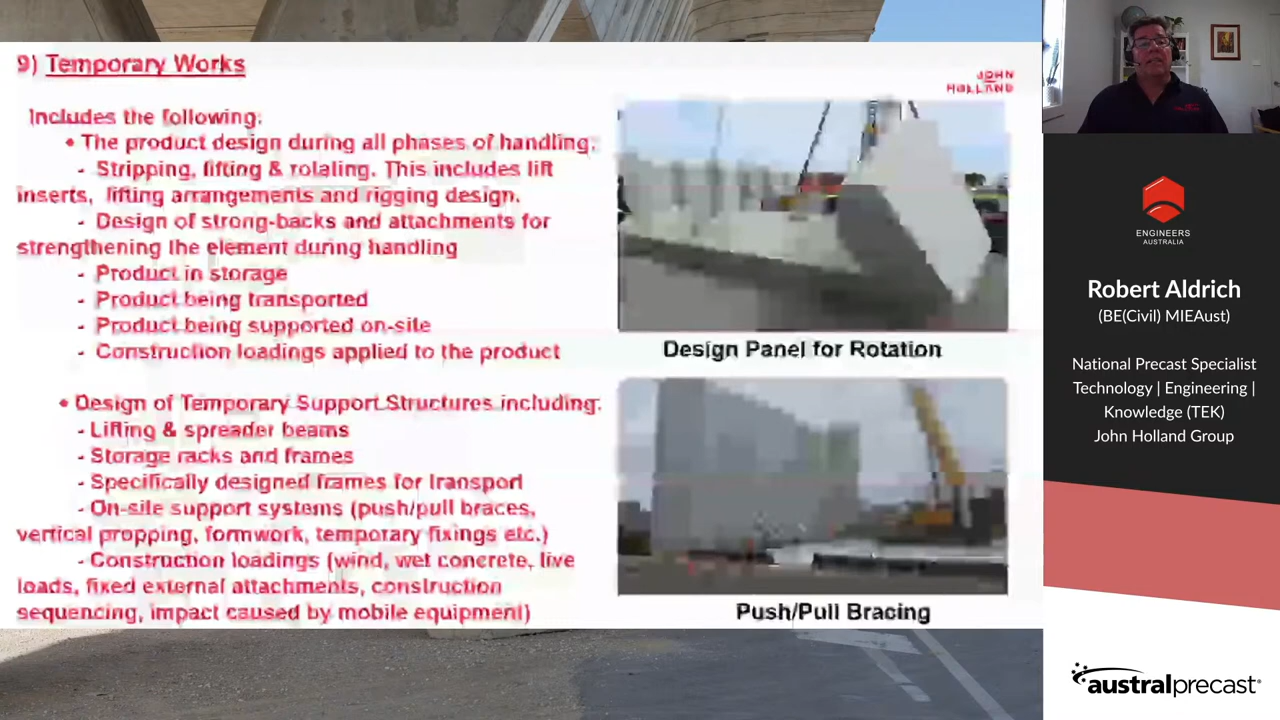 9) Temporary Works
JOHN
HOLLAND
Includes the following:
• The product design during all phases of handling:
- Stripping, lifting & rotating. This includes lift
inserts, lifting arrangements and rigging design.
- Design of strong-backs and attachments for
strengthening the element during handling
- Product in storage
- Product being transported
- Product being supported on-site
- Construction loadings applied to the product
Design Panel for Rotation
• Design of Temporary Support Structures including:
- Lifting & spreader beams
- Storage racks and frames
- Specifically designed frames for transport
- On-site support systems (push/pull braces,
vertical propping, formwork, temporary fixings etc.)
- Construction loadings (wind, wet concrete, live
loads, fixed external attachments, construction
sequencing, impact caused by mobile equipment)
Push/Pull Bracing
ENGINEERS
AUSTRALIA
Robert Aldrich
(BE(Civil) MIEAust)
National Precast Specialist
Technology | Engineering |
Knowledge (TEK)
John Holland Group
australprecast®